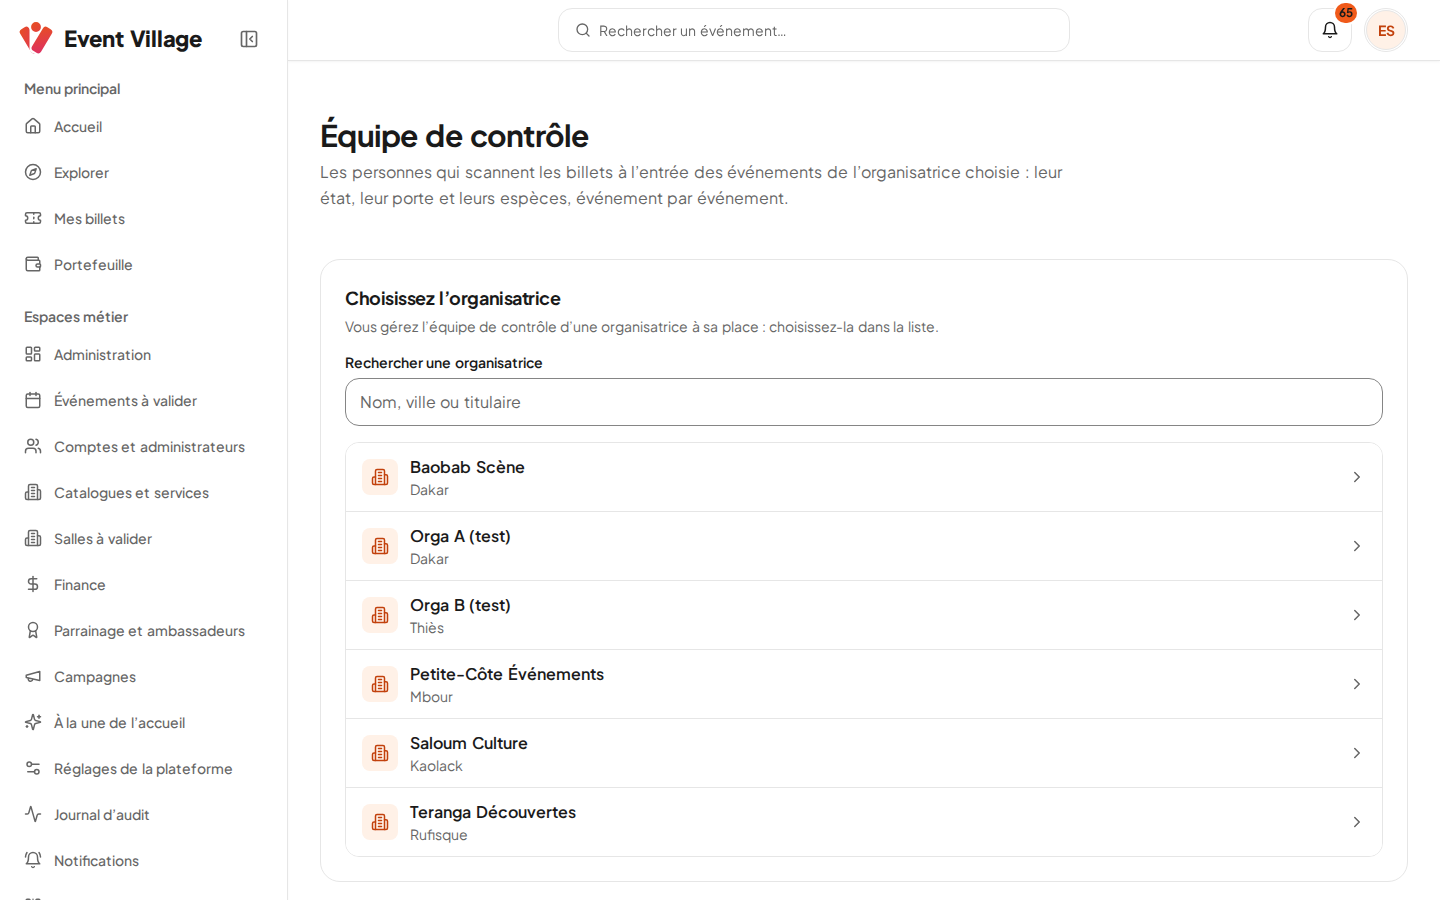 Event Village
Rechercher un événement...
65
ES
Menu principal
Accueil
Explorer
Mes billets
Portefeuille
Espaces métier
Administration
Événements à valider
Comptes et administrateurs
Catalogues et services
Salles à valider
Finance
Parrainage et ambassadeurs
Campagnes
À la une de l’accueil
Réglages de la plateforme
Journal d’audit
Notifications
Équipe de contrôle
Les personnes qui scannent les billets à l’entrée des événements de l’organisatrice choisie : leur
état, leur porte et leurs espèces, événement par événement.
Choisissez l’organisatrice
Vous gérez l’équipe de contrôle d’une organisatrice à sa place : choisissez-la dans la liste.
Rechercher une organisatrice
Nom, ville ou titulaire
Baobab Scène
Dakar
Orga A (test)
Dakar
Orga B (test)
Thiès
Petite-Côte Événements
Mbour
Saloum Culture
Kaolack
Teranga Découvertes
Rufisque